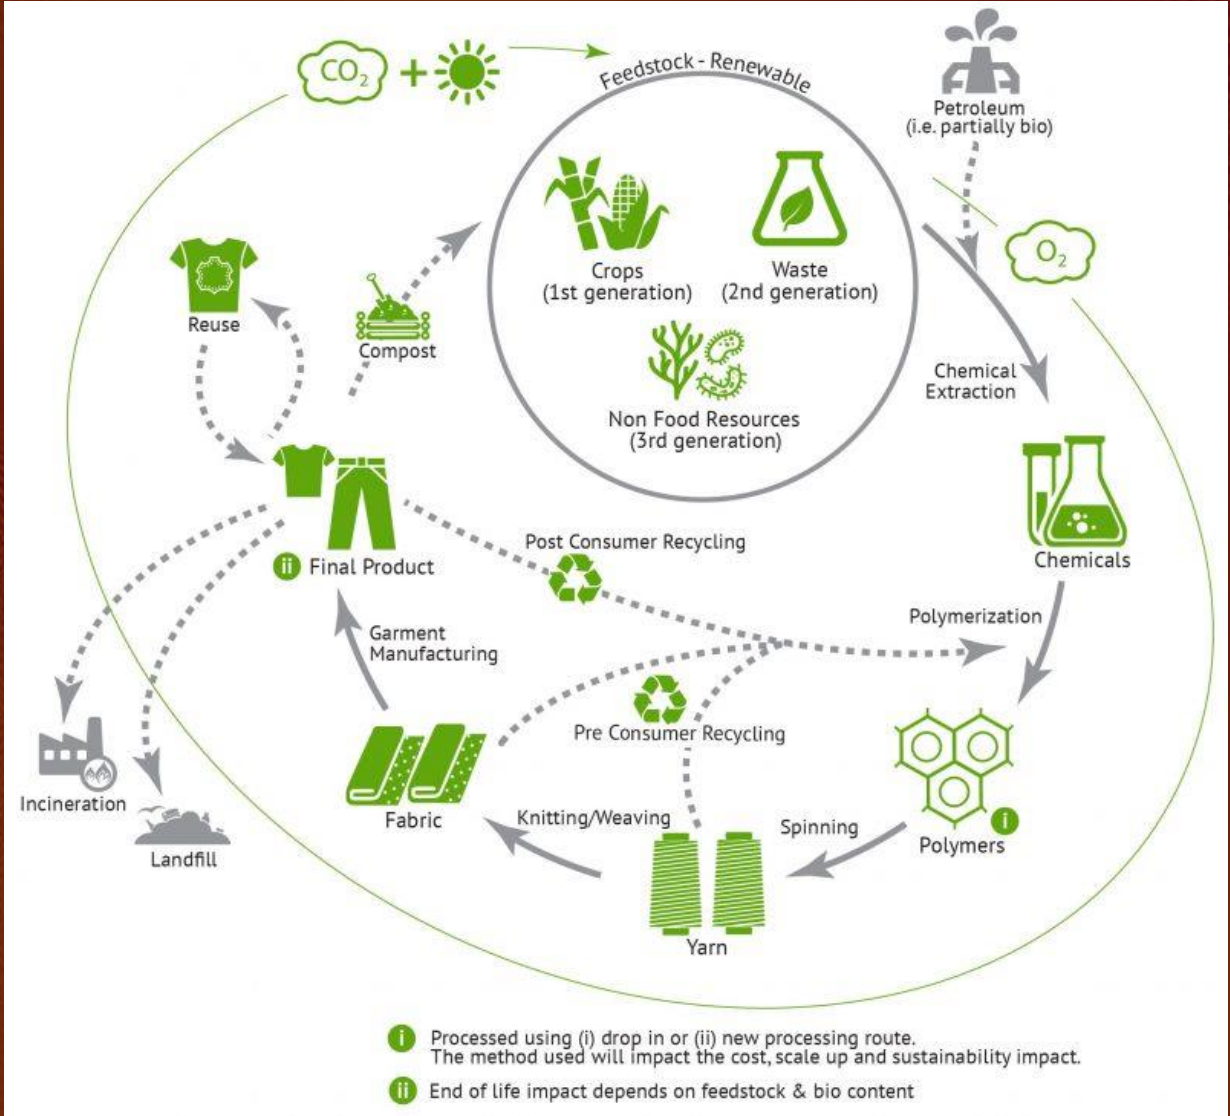 CO₂
Feedstock - Renewable
Petroleum
(i.e. partially bio)
Crops
(1st generation)
Waste
(2nd generation)
O₂
Reuse
Compost
Non Food Resources
(3rd generation)
Chemical
Extraction
Chemicals
Post Consumer Recycling
ii Final Product
Polymerization
Garment
Manufacturing
Pre Consumer Recycling
Incineration
Landfill
Fabric
Knitting/Weaving
Spinning
i
Polymers
Yarn
i Processed using (i) drop in or (ii) new processing route.
The method used will impact the cost, scale up and sustainability impact.
ii End of life impact depends on feedstock & bio content